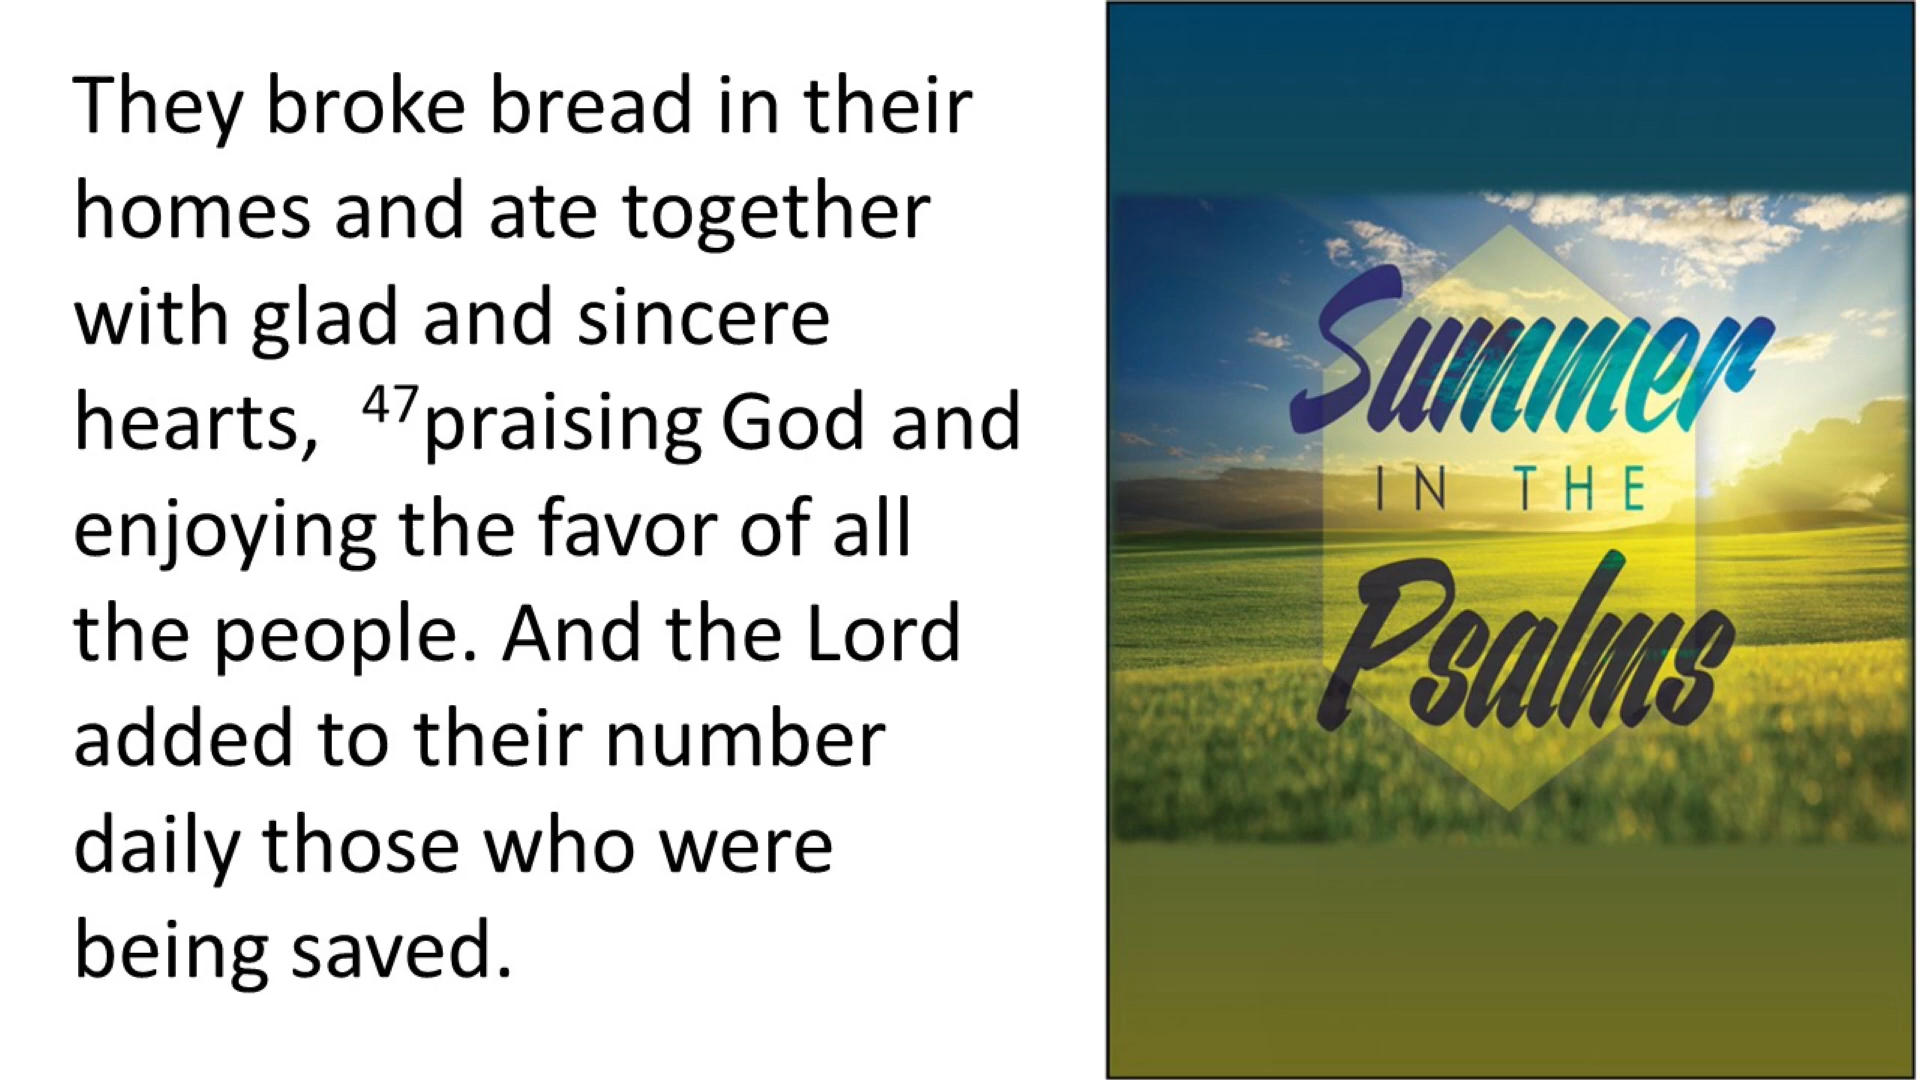 They broke bread in their
homes and ate together
with glad and sincere
hearts, ⁴⁷praising God and
enjoying the favor of all
the people. And the Lord
added to their number
daily those who were
being saved.
Summer
IN THE
Psalms